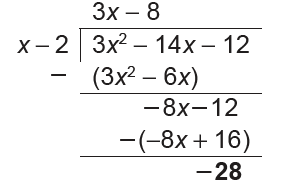 3x – 8
x – 2 3x² – 14x – 12
– (3x² – 6x)
–8x–12
–(–8x + 16)
–28